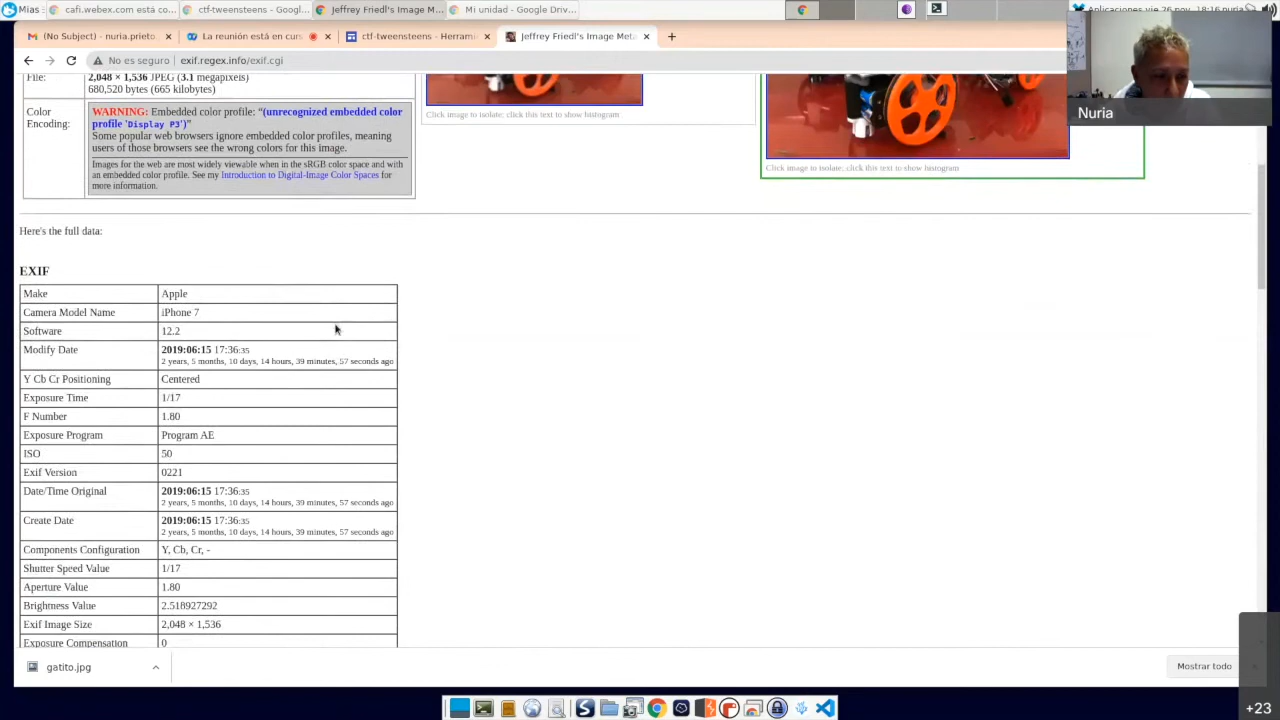 Mias
cafi.webex.com está co...
ctf-tweensteens - Googl...
Jeffrey Friedl's Image M...
Mi unidad - Google Driv...
Aplicaciones vie 26 nov, 18:16 nuria
(No Subject) - nuria.prieto.
La reunión está en curs
ctf-tweensteens - Herrami
Jeffrey Friedl's Image Meta
No es seguro | exif.regex.info/exif.cgi
Nuria
File:
2,048 × 1,536 JPEG (3.1 megapixels)
680,520 bytes (665 kilobytes)
Color
Encoding:
WARNING: Embedded color profile: “(unrecognized embedded color
profile 'Display P3')”
Some popular web browsers ignore embedded color profiles, meaning
users of those browsers see the wrong colors for this image.
Images for the web are most widely viewable when in the sRGB color space and with
an embedded color profile. See my Introduction to Digital-Image Color Spaces for
more information.
Click image to isolate; click this text to show histogram
Click image to isolate; click this text to show histogram
Here's the full data:
EXIF
Make Apple
Camera Model Name iPhone 7
Software 12.2
Modify Date 2019:06:15 17:36:35
2 years, 5 months, 10 days, 14 hours, 39 minutes, 57 seconds ago
Y Cb Cr Positioning Centered
Exposure Time 1/17
F Number 1.80
Exposure Program Program AE
ISO 50
Exif Version 0221
Date/Time Original 2019:06:15 17:36:35
2 years, 5 months, 10 days, 14 hours, 39 minutes, 57 seconds ago
Create Date 2019:06:15 17:36:35
2 years, 5 months, 10 days, 14 hours, 39 minutes, 57 seconds ago
Components Configuration Y, Cb, Cr, -
Shutter Speed Value 1/17
Aperture Value 1.80
Brightness Value 2.518927292
Exif Image Size 2,048 × 1,536
Exposure Compensation 0
gatito.jpg
Mostrar todo
+23